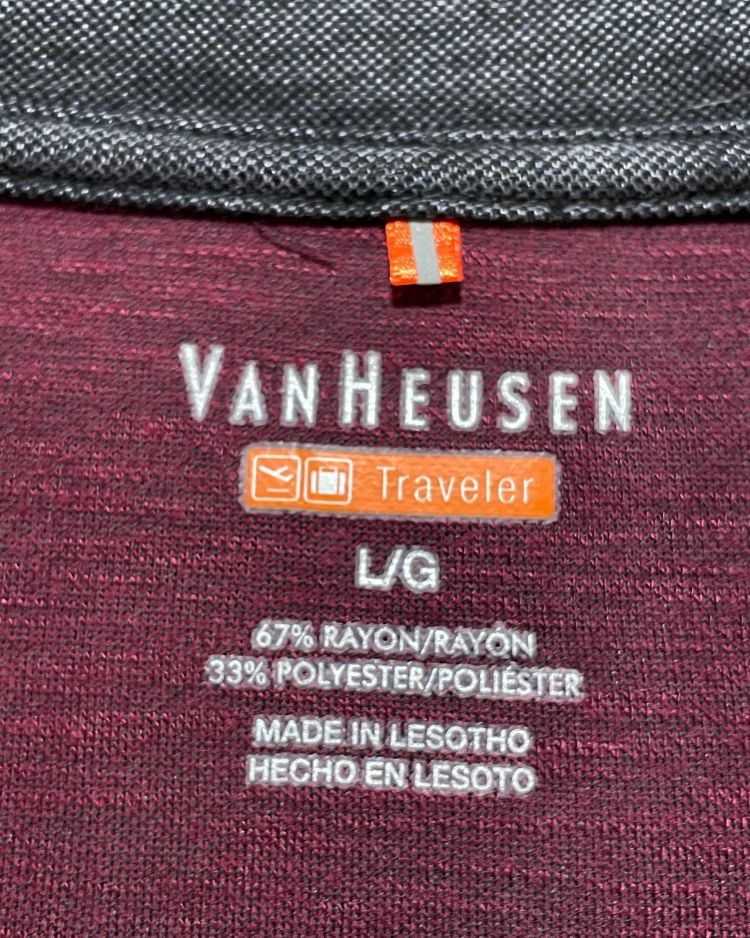 VANHEUSEN
Traveler
L/G
67% RAYON/RAYÓN
33% POLYESTER/POLIÉSTER
MADE IN LESOTHO
HECHO EN LESOTO